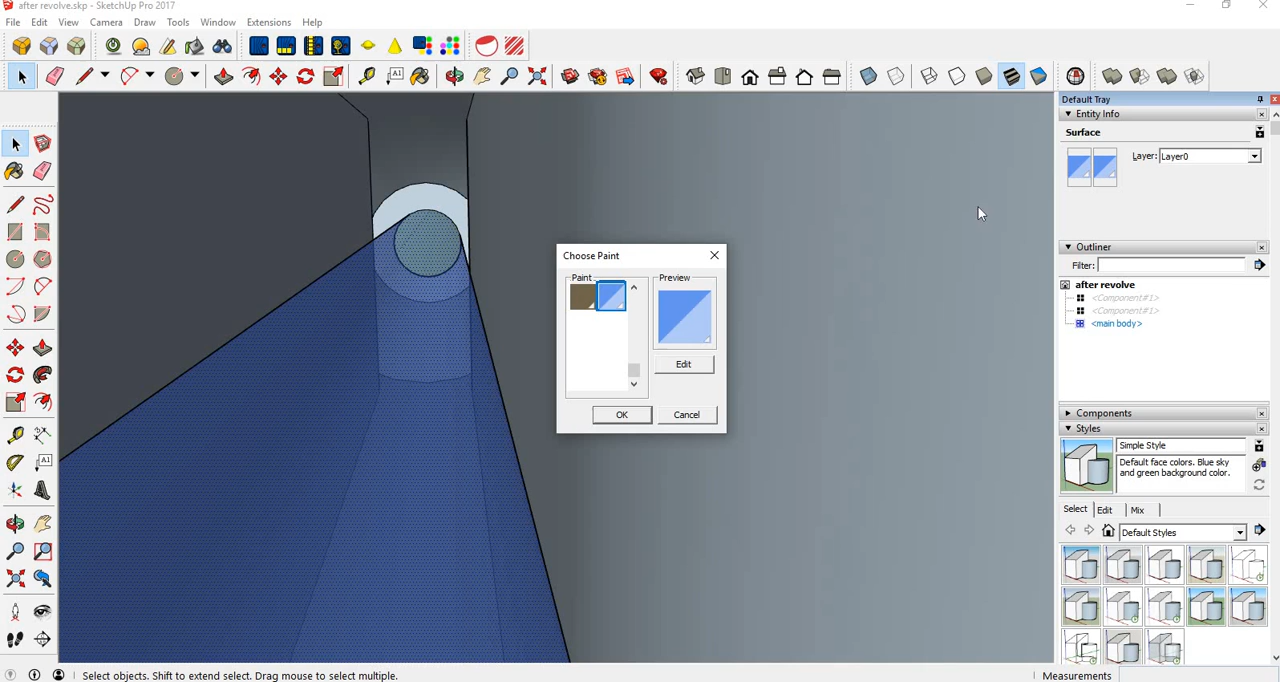 after revolve.skp - SketchUp Pro 2017
File Edit View Camera Draw Tools Window Extensions Help
A1
Default Tray
Entity Info
Surface
Layer: Layer0
Outliner
Filter:
after revolve
<Component#1>
<Component#1>
<main body>
Choose Paint
Paint
Preview
Edit
OK Cancel
Components
Styles
Simple Style
Default face colors. Blue sky
and green background color.
Select Edit Mix
Default Styles
A1
A
Select objects. Shift to extend select. Drag mouse to select multiple.
Measurements